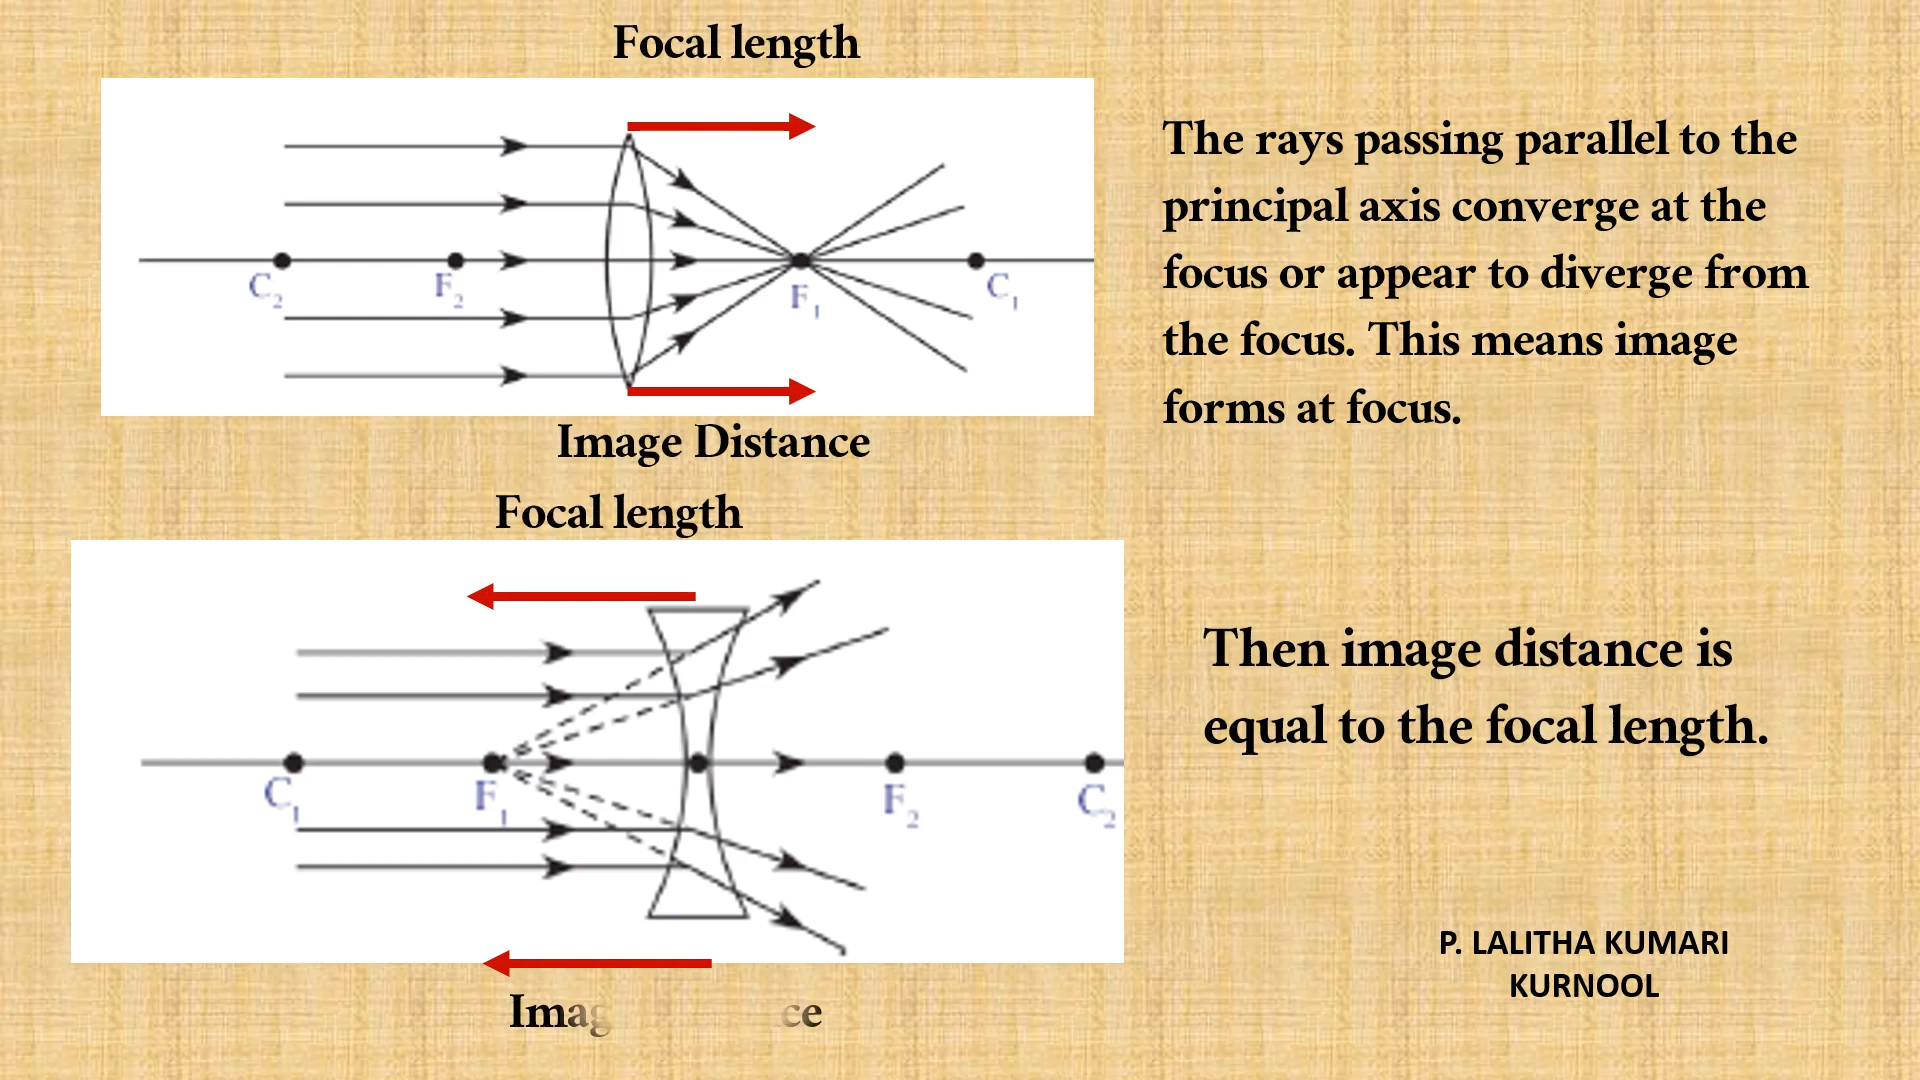 Focal length
C2
F2
F1
C1
Image Distance
The rays passing parallel to the
principal axis converge at the
focus or appear to diverge from
the focus. This means image
forms at focus.
Focal length
C1
F1
F2
C2
Then image distance is
equal to the focal length.
P. LALITHA KUMARI
KURNOOL